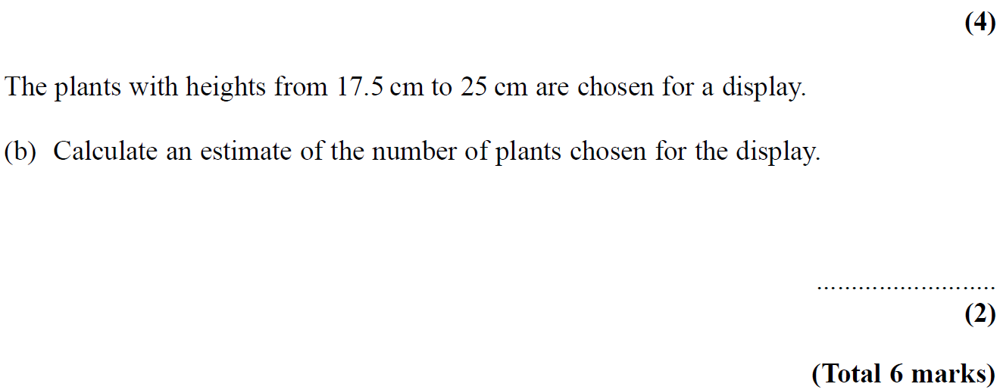 (4)
The plants with heights from 17.5 cm to 25 cm are chosen for a display.
(b) Calculate an estimate of the number of plants chosen for the display.
..........................
(2)
(Total 6 marks)